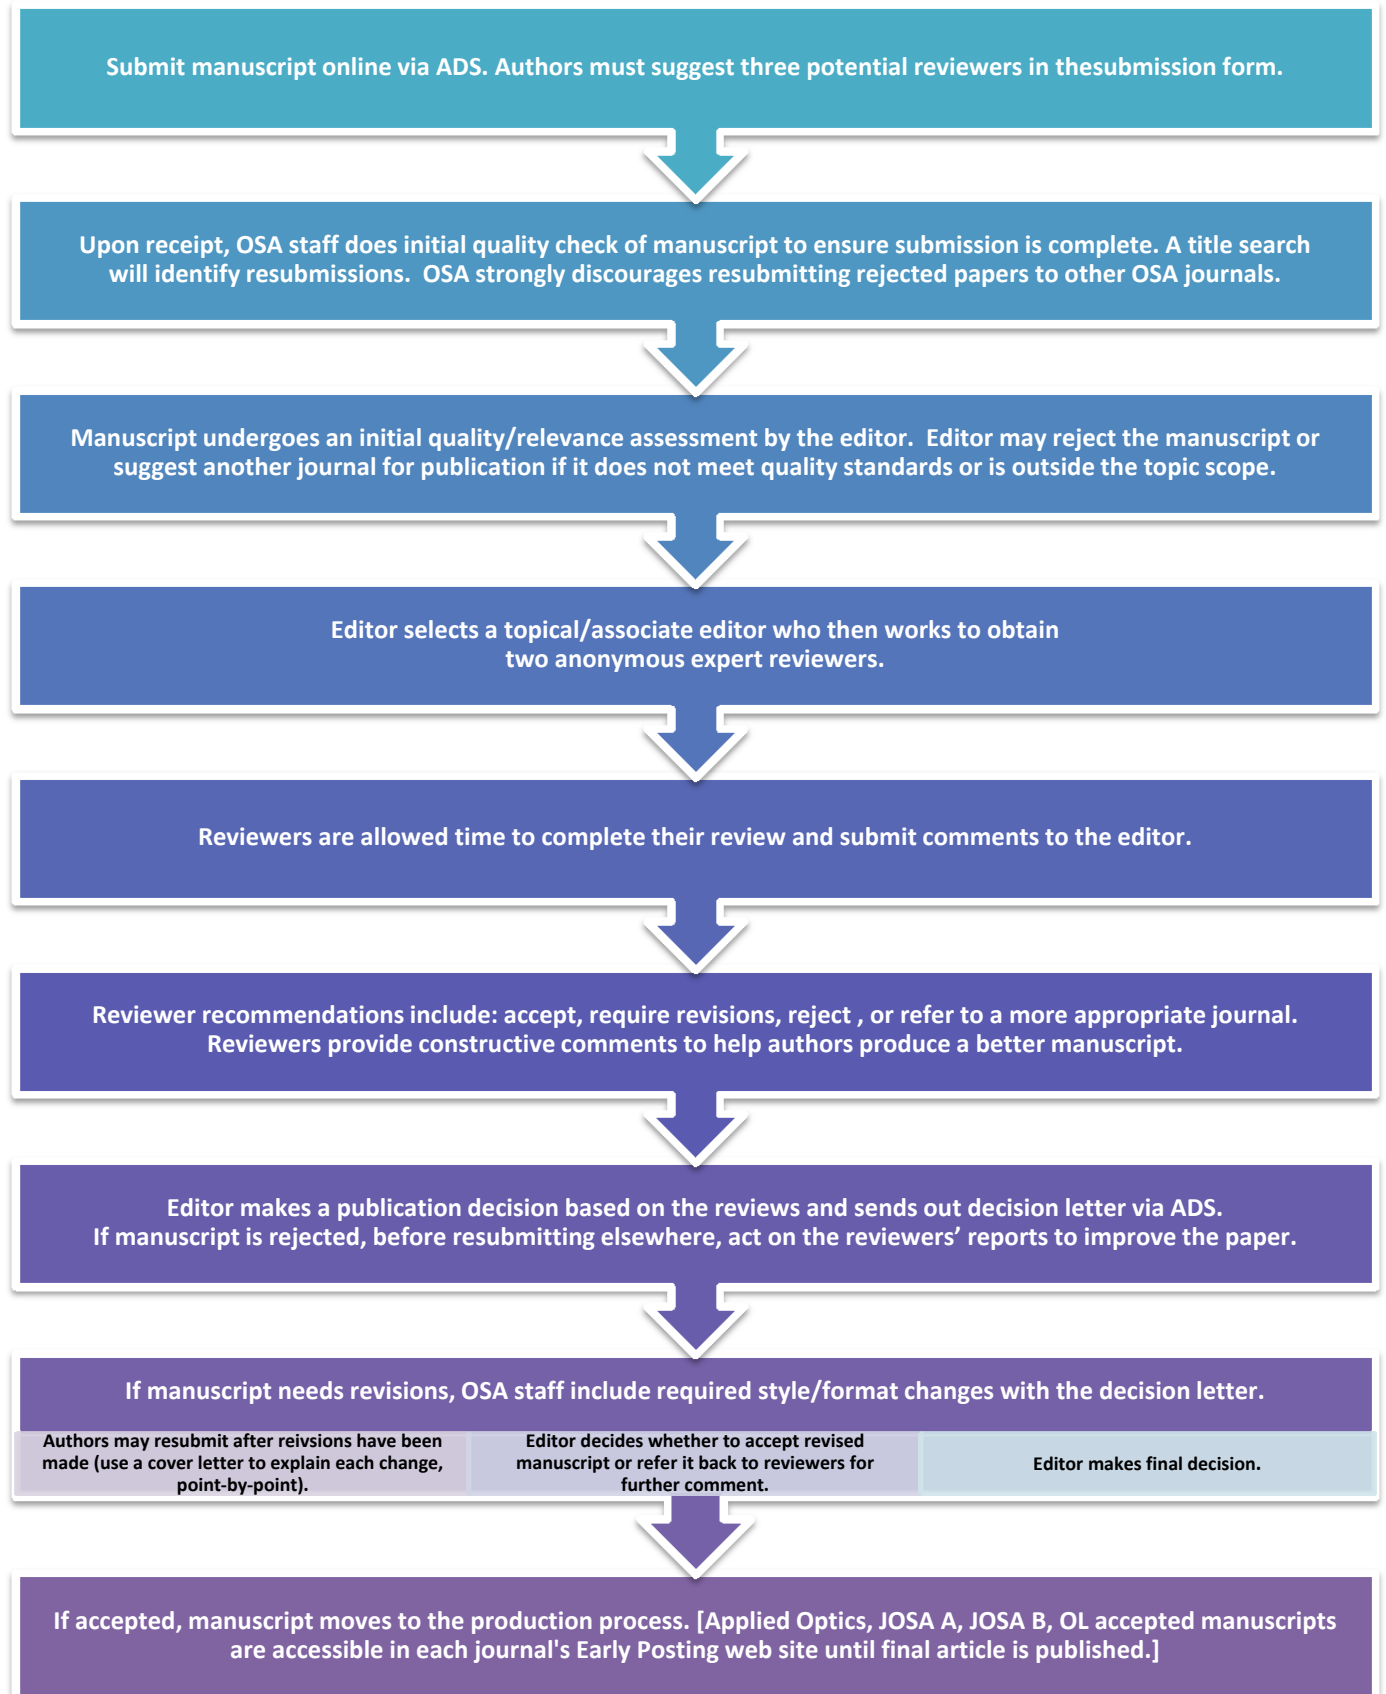 Submit manuscript online via ADS. Authors must suggest three potential reviewers in thesubmission form.
Upon receipt, OSA staff does initial quality check of manuscript to ensure submission is complete. A title search
will identify resubmissions.  OSA strongly discourages resubmitting rejected papers to other OSA journals.
Manuscript undergoes an initial quality/relevance assessment by the editor.  Editor may reject the manuscript or
suggest another journal for publication if it does not meet quality standards or is outside the topic scope.
Editor selects a topical/associate editor who then works to obtain
two anonymous expert reviewers.
Reviewers are allowed time to complete their review and submit comments to the editor.
Reviewer recommendations include: accept, require revisions, reject , or refer to a more appropriate journal.
Reviewers provide constructive comments to help authors produce a better manuscript.
Editor makes a publication decision based on the reviews and sends out decision letter via ADS.
If manuscript is rejected, before resubmitting elsewhere, act on the reviewers’ reports to improve the paper.
If manuscript needs revisions, OSA staff include required style/format changes with the decision letter.
Authors may resubmit after reivsions have been
made (use a cover letter to explain each change,
point-by-point).
Editor decides whether to accept revised
manuscript or refer it back to reviewers for
further comment.
Editor makes final decision.
If accepted, manuscript moves to the production process. [Applied Optics, JOSA A, JOSA B, OL accepted manuscripts
are accessible in each journal's Early Posting web site until final article is published.]